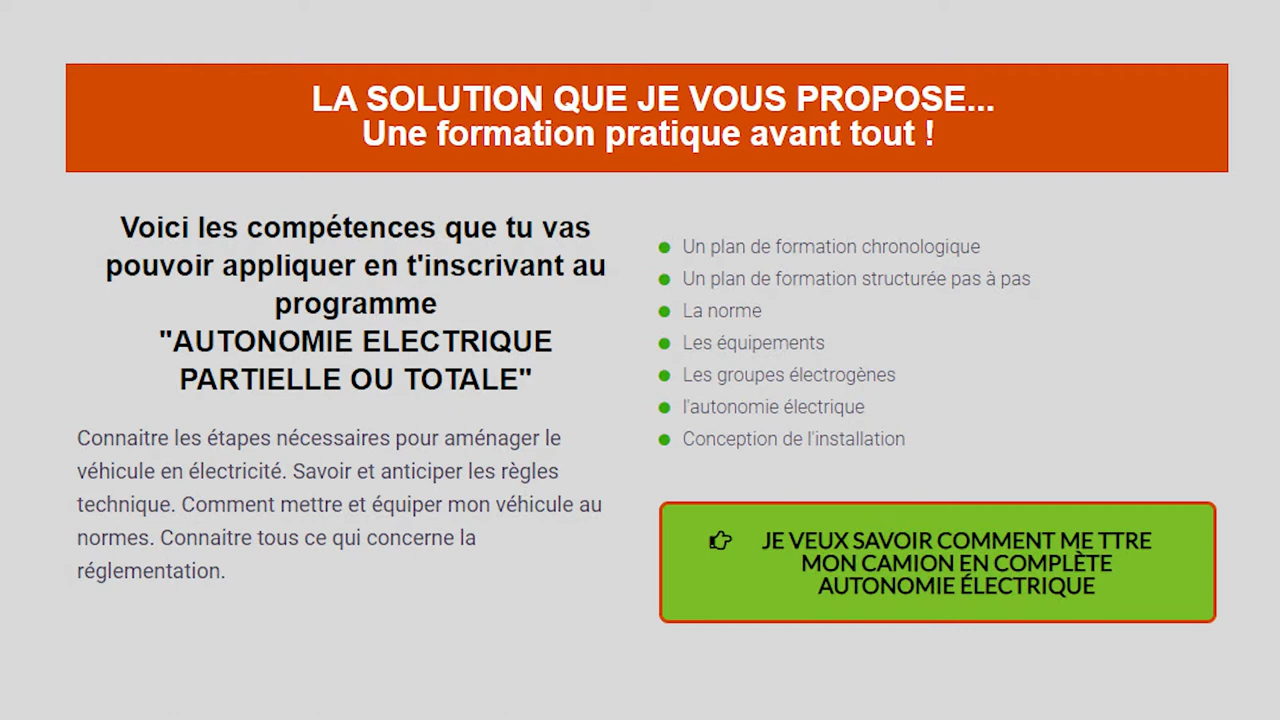 LA SOLUTION QUE JE VOUS PROPOSE...
Une formation pratique avant tout !
Voici les compétences que tu vas
pouvoir appliquer en t'inscrivant au
programme
"AUTONOMIE ELECTRIQUE
PARTIELLE OU TOTALE"
Connaitre les étapes nécessaires pour aménager le
véhicule en électricité. Savoir et anticiper les règles
technique. Comment mettre et équiper mon véhicule au
normes. Connaitre tous ce qui concerne la
réglementation.
Un plan de formation chronologique
Un plan de formation structurée pas à pas
La norme
Les équipements
Les groupes électrogènes
l'autonomie électrique
Conception de l'installation
JE VEUX SAVOIR COMMENT ME TTRE
MON CAMION EN COMPLÈTE
AUTONOMIE ÉLECTRIQUE